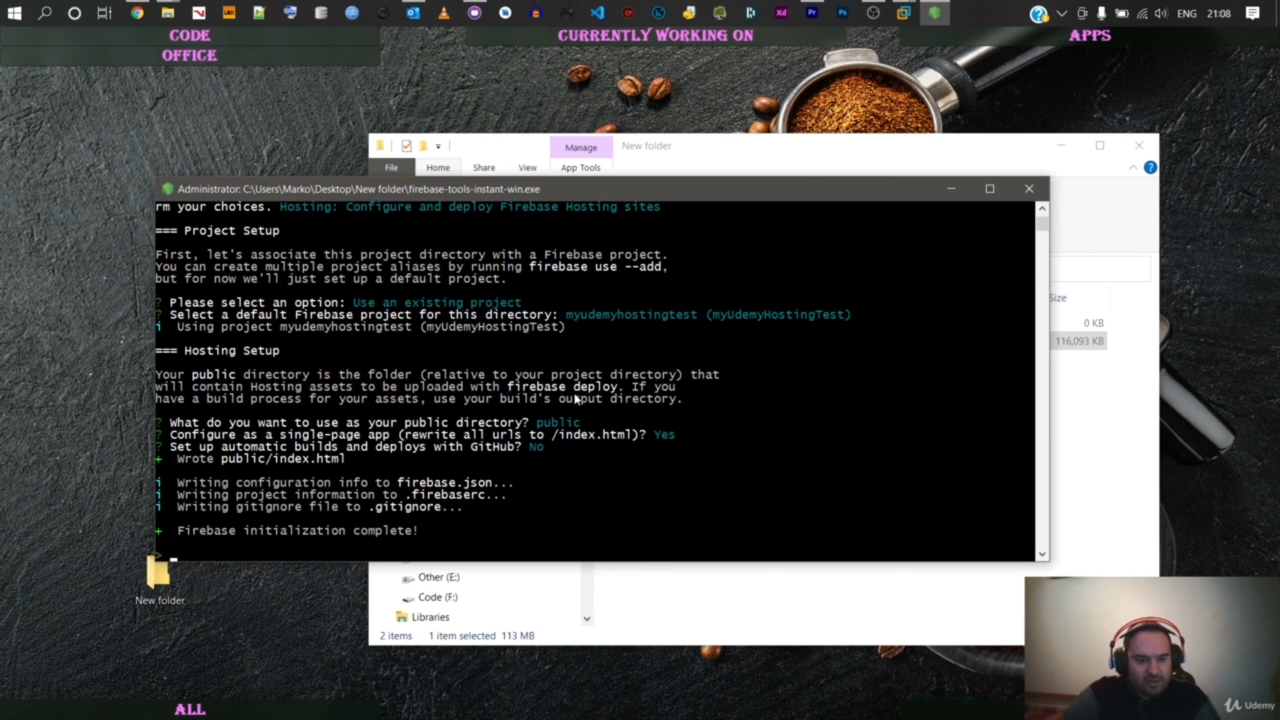 ENG
21:08
CODE
CURRENTLY WORKING ON
APPS
OFFICE
Manage
New folder
File
Home
Share
View
App Tools
Administrator: C:\Users\Marko\Desktop\New folder\firebase-tools-instant-win.exe
rm your choices. Hosting: Configure and deploy Firebase Hosting sites
=== Project Setup
First, let's associate this project directory with a Firebase project.
You can create multiple project aliases by running firebase use --add,
but for now we'll just set up a default project.
? Please select an option: Use an existing project
? Select a default Firebase project for this directory: myudemyhostingtest (myUdemyHostingTest)
i  Using project myudemyhostingtest (myUdemyHostingTest)
=== Hosting Setup
Your public directory is the folder (relative to your project directory) that
will contain Hosting assets to be uploaded with firebase deploy. If you
have a build process for your assets, use your build's output directory.
? What do you want to use as your public directory? public
? Configure as a single-page app (rewrite all urls to /index.html)? Yes
? Set up automatic builds and deploys with GitHub? No
+  Wrote public/index.html
i  Writing configuration info to firebase.json...
i  Writing project information to .firebaserc...
i  Writing gitignore file to .gitignore...
+  Firebase initialization complete!
>
Size
0 KB
116,093 KB
Other (E:)
Code (F:)
Libraries
2 items
1 item selected
113 MB
New folder
ALL
Udemy